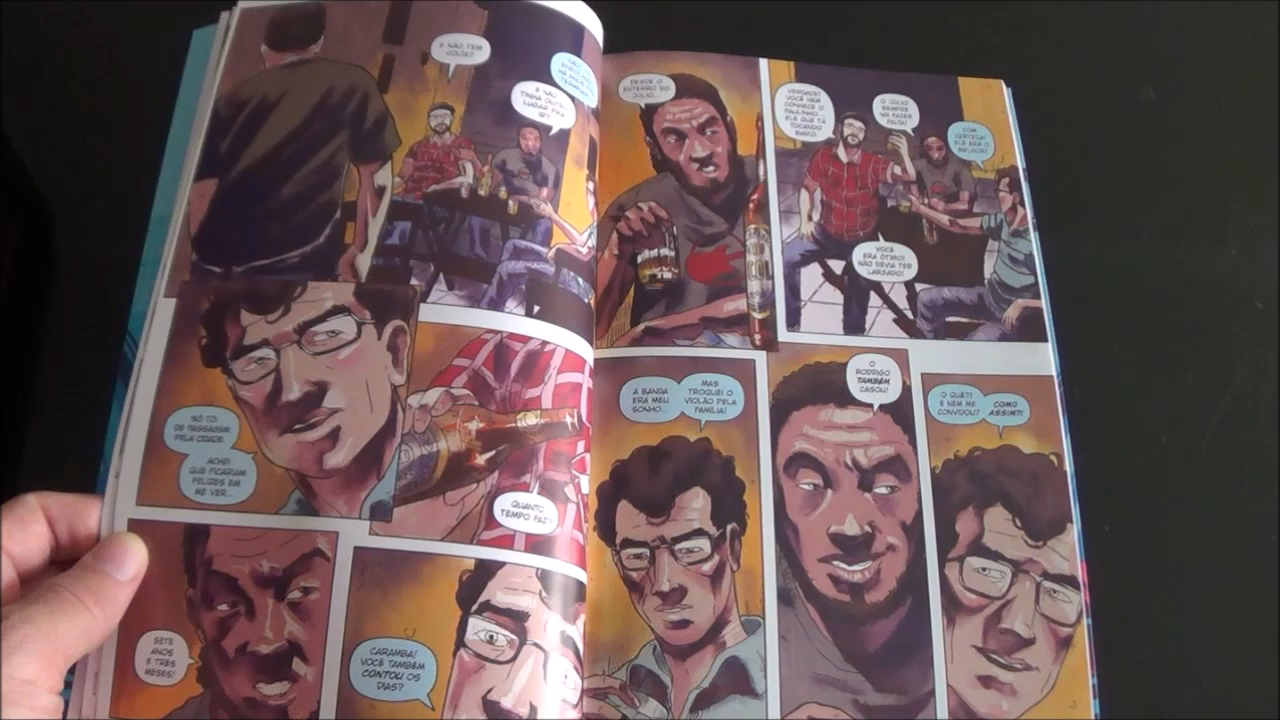 E NÃO TEM
VOLTA?
E NÃO
TINHA OUTRO
LUGAR PRA
IR?
SÓ TÔ
DE PASSAGEM
PELA CIDADE.
ACHEI
QUE FICARIAM
FELIZES EM
ME VER...
QUANTO
TEMPO FAZ?
SETE
ANOS
E TRÊS
MESES!
CARAMBA!
VOCÊ TAMBÉM
CONTOU OS
DIAS?
DESDE O
ENTERRO DO
JÚLIO...
VERDADE!
VOCÊ NEM
CONHECE O
PAULINHO...
ELE QUE TÁ
TOCANDO
BAIXO.
O JÚLIO
SEMPRE
VAI FAZER
FALTA!
COM
CERTEZA!
ELE ERA O
MELHOR!
VOCÊ
ERA ÓTIMO!
NÃO DEVIA TER
LARGADO!
COL
A BANDA
ERA MEU
SONHO...
MAS
TROQUEI O
VIOLÃO PELA
FAMÍLIA!
O
RODRIGO
TAMBÉM
CASOU!
O QUÊ?!
E NEM ME
CONVIDOU?
COMO
ASSIM?!